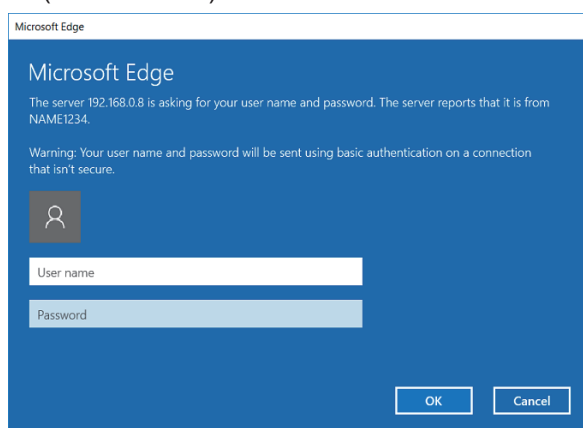 Microsoft Edge
Microsoft Edge
The server 192.168.0.8 is asking for your user name and password. The server reports that it is from
NAME1234.
Warning: Your user name and password will be sent using basic authentication on a connection
that isn't secure.
User name
Password
OK
Cancel